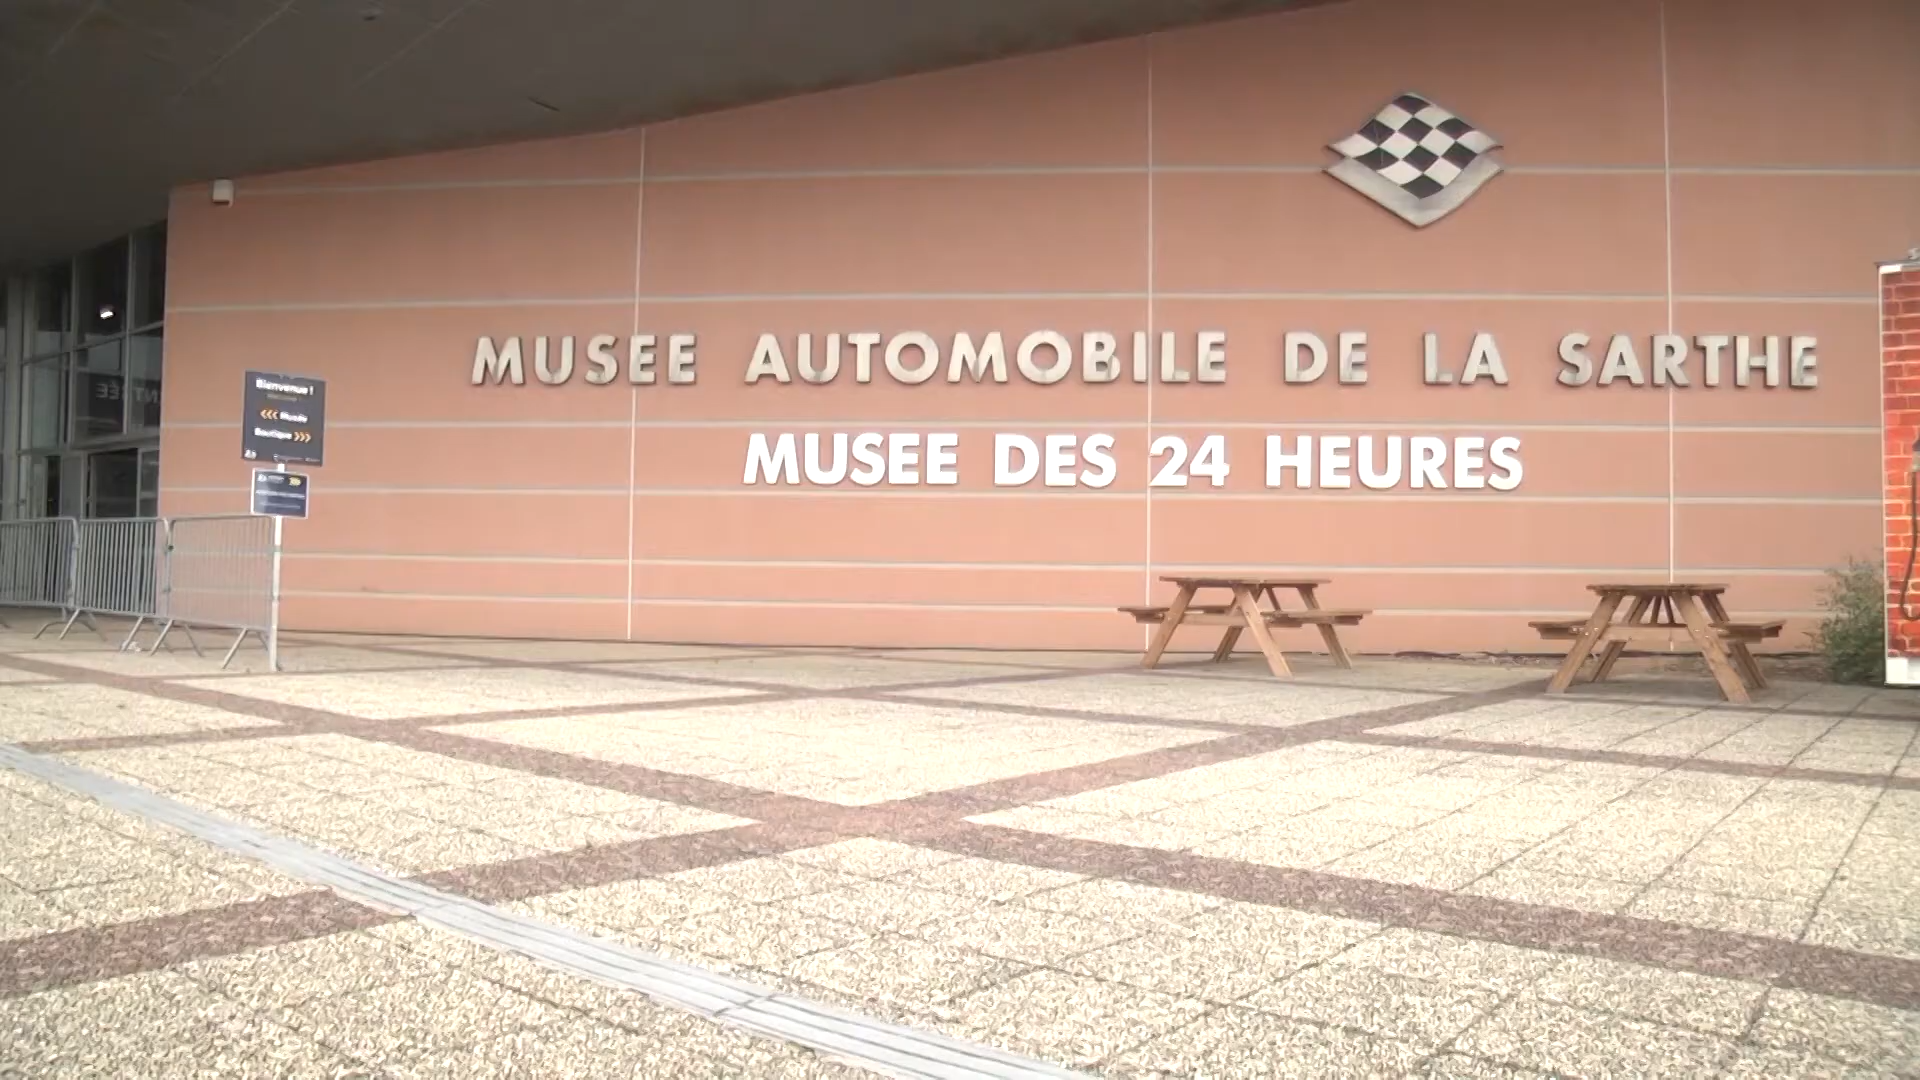 MUSEE AUTOMOBILE DE LA SARTHE
MUSEE DES 24 HEURES
Bienvenue !
<<< Musée
Boutique >>>